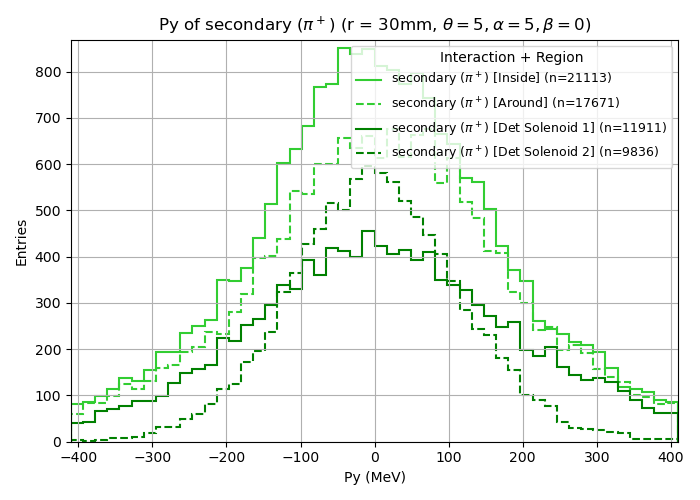 Py of secondary (π⁺) (r = 30mm, θ = 5, α = 5, β = 0)
Interaction + Region
secondary (π⁺) [Inside] (n=21113)
secondary (π⁺) [Around] (n=17671)
secondary (π⁺) [Det Solenoid 1] (n=11911)
secondary (π⁺) [Det Solenoid 2] (n=9836)
Entries
800
700
600
500
400
300
200
100
0
−400 −300 −200 −100 0 100 200 300 400
Py (MeV)